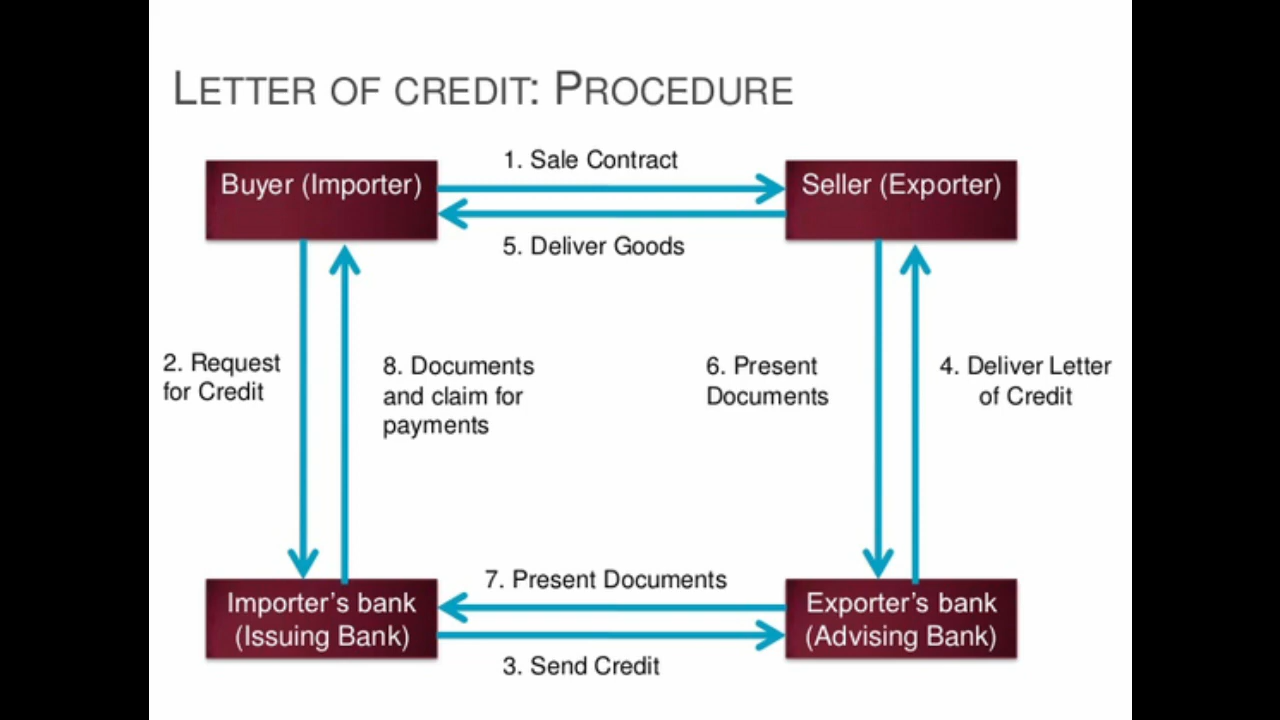 LETTER OF CREDIT: PROCEDURE
1. Sale Contract
Buyer (Importer)
Seller (Exporter)
5. Deliver Goods
2. Request
for Credit
8. Documents
and claim for
payments
6. Present
Documents
4. Deliver Letter
of Credit
7. Present Documents
Importer's bank
(Issuing Bank)
Exporter's bank
(Advising Bank)
3. Send Credit